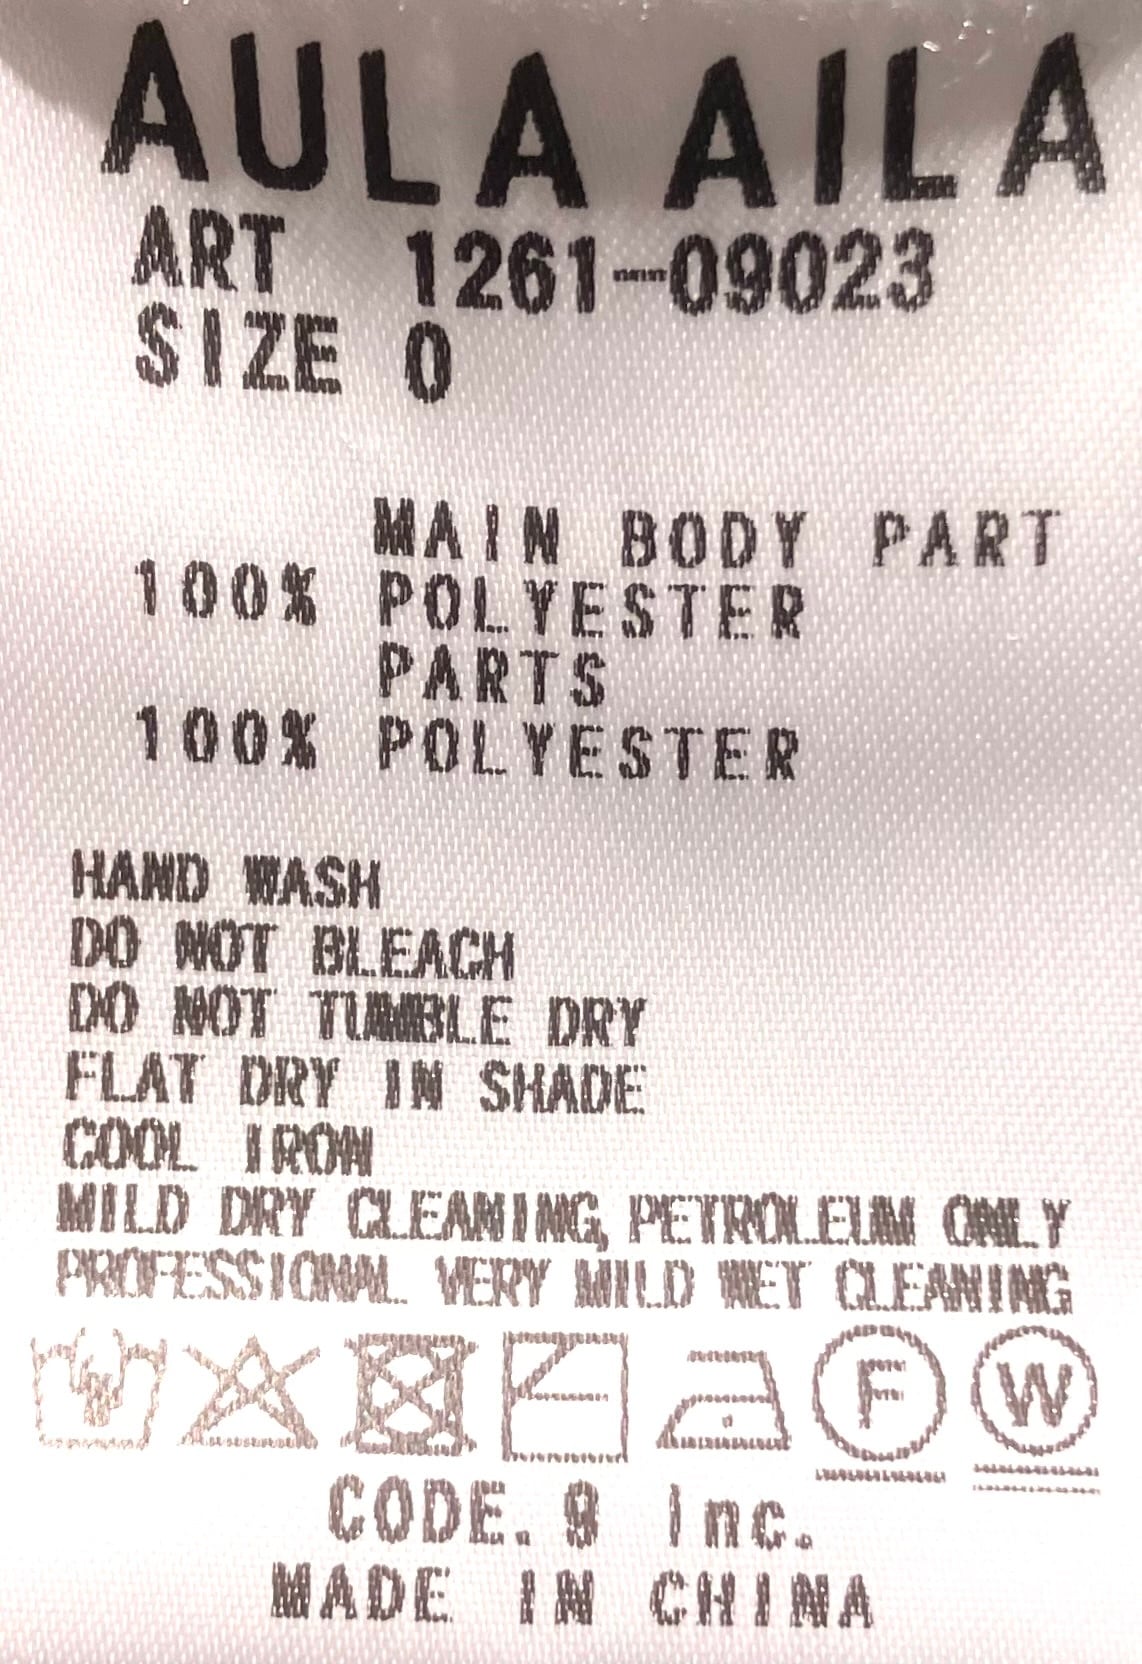 AULA AILA
ART 1261-09023
SIZE 0
MAIN BODY PART
100% POLYESTER
PARTS
100% POLYESTER
HAND WASH
DO NOT BLEACH
DO NOT TUMBLE DRY
FLAT DRY IN SHADE
COOL IRON
MILD DRY CLEANING, PETROLEUM ONLY
PROFESSIONAL VERY MILD WET CLEANING
F W
CODE.9 Inc.
MADE IN CHINA